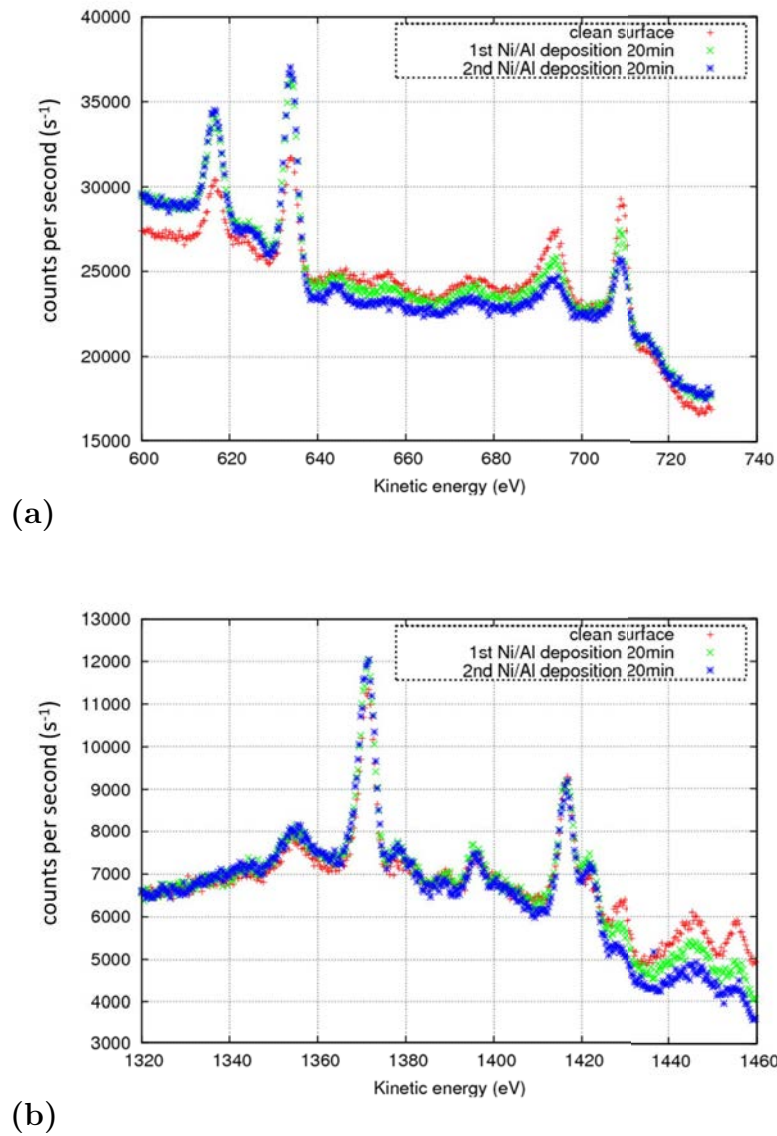 40000
35000
30000
25000
20000
15000
counts per second (s⁻¹)
clean surface
1st Ni/Al deposition 20min
2nd Ni/Al deposition 20min
600 620 640 660 680 700 720 740
Kinetic energy (eV)
(a)
13000
12000
11000
10000
9000
8000
7000
6000
5000
4000
3000
counts per second (s⁻¹)
clean surface
1st Ni/Al deposition 20min
2nd Ni/Al deposition 20min
1320 1340 1360 1380 1400 1420 1440 1460
Kinetic energy (eV)
(b)